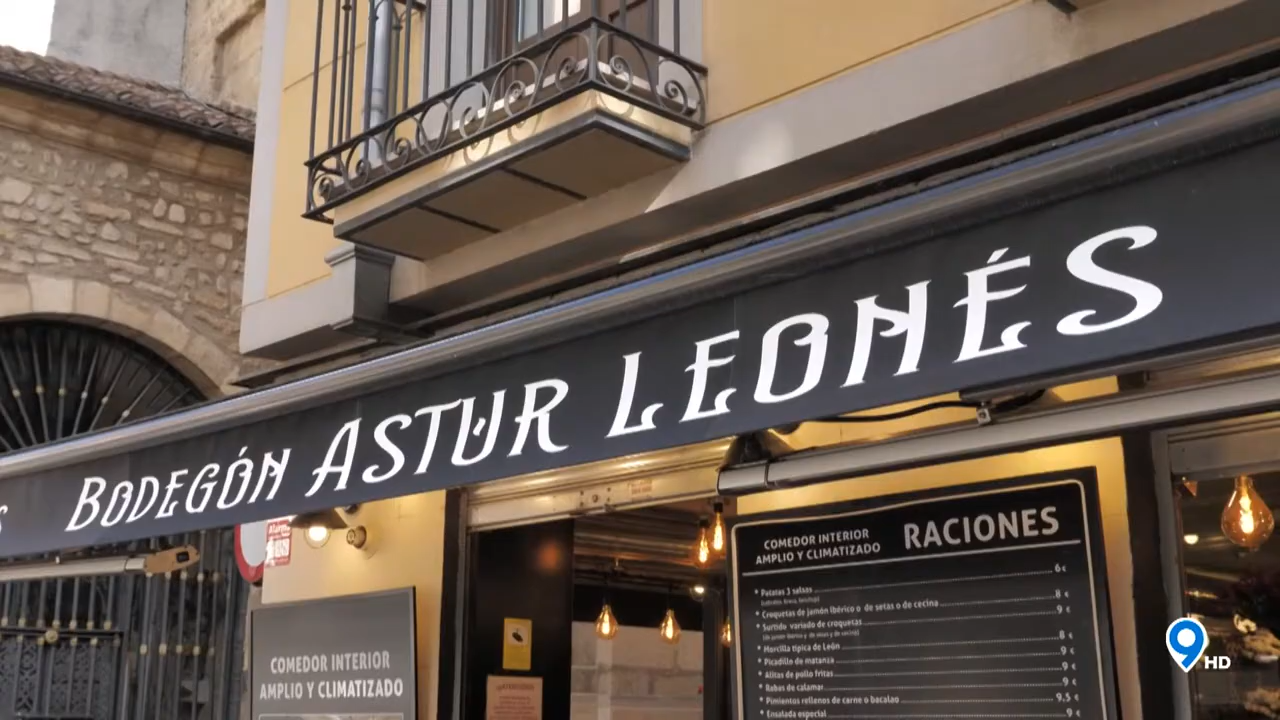 BODEGÓN ASTUR LEONÉS
COMEDOR INTERIOR
AMPLIO Y CLIMATIZADO
RACIONES
* Patatas 3 salsas 6€
* Croquetas de jamón ibérico o de setas o de cecina 8 €
* Surtido variado de croquetas 9 €
* Morcilla típica de León 8 €
* Picadillo de matanza 9 €
* Alitas de pollo fritas 9 €
* Rabas de calamar 9 €
* Pimientos rellenos de carne o bacalao 9,5 €
* Ensalada especial 9 €
COMEDOR INTERIOR
AMPLIO Y CLIMATIZADO
9 HD